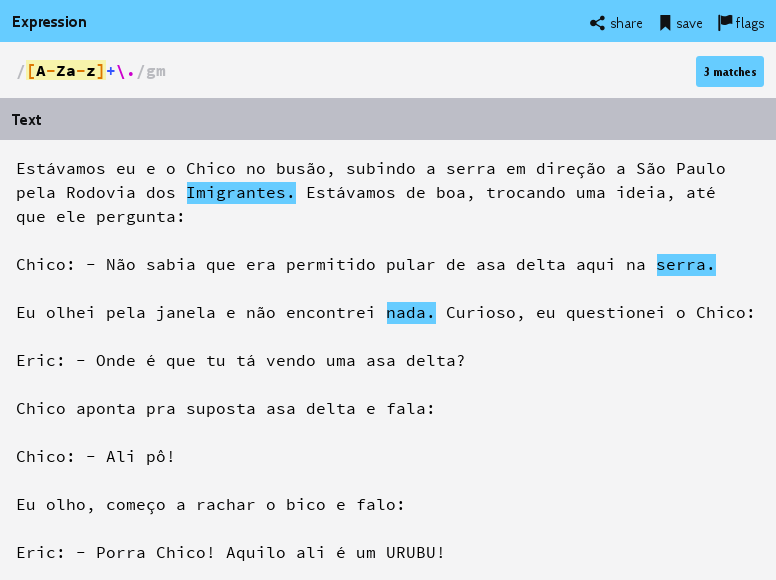 Expression share save flags
/[A-Za-z]+\./gm 3 matches
Text
Estávamos eu e o Chico no busão, subindo a serra em direção a São Paulo
pela Rodovia dos Imigrantes. Estávamos de boa, trocando uma ideia, até
que ele pergunta:
Chico: - Não sabia que era permitido pular de asa delta aqui na serra.
Eu olhei pela janela e não encontrei nada. Curioso, eu questionei o Chico:
Eric: - Onde é que tu tá vendo uma asa delta?
Chico aponta pra suposta asa delta e fala:
Chico: - Ali pô!
Eu olho, começo a rachar o bico e falo:
Eric: - Porra Chico! Aquilo ali é um URUBU!